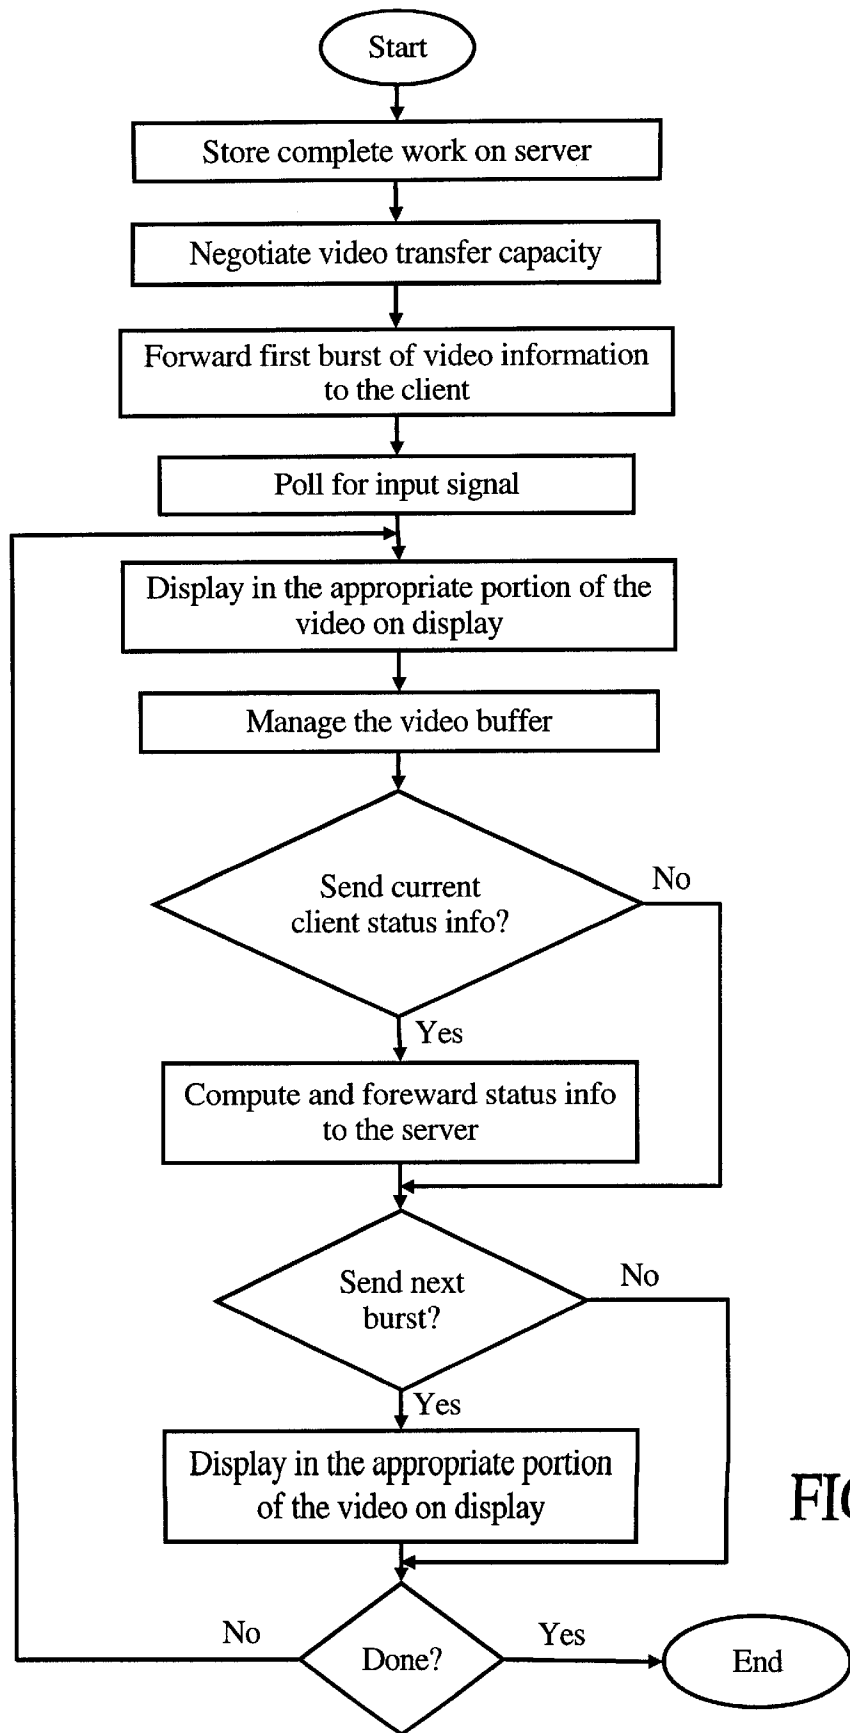 Start
Store complete work on server
Negotiate video transfer capacity
Forward first burst of video information
to the client
Poll for input signal
Display in the appropriate portion of the
video on display
Manage the video buffer
Send current
client status info?
No
Yes
Compute and foreward status info
to the server
Send next
burst?
No
Yes
Display in the appropriate portion
of the video on display
No
Done?
Yes
End